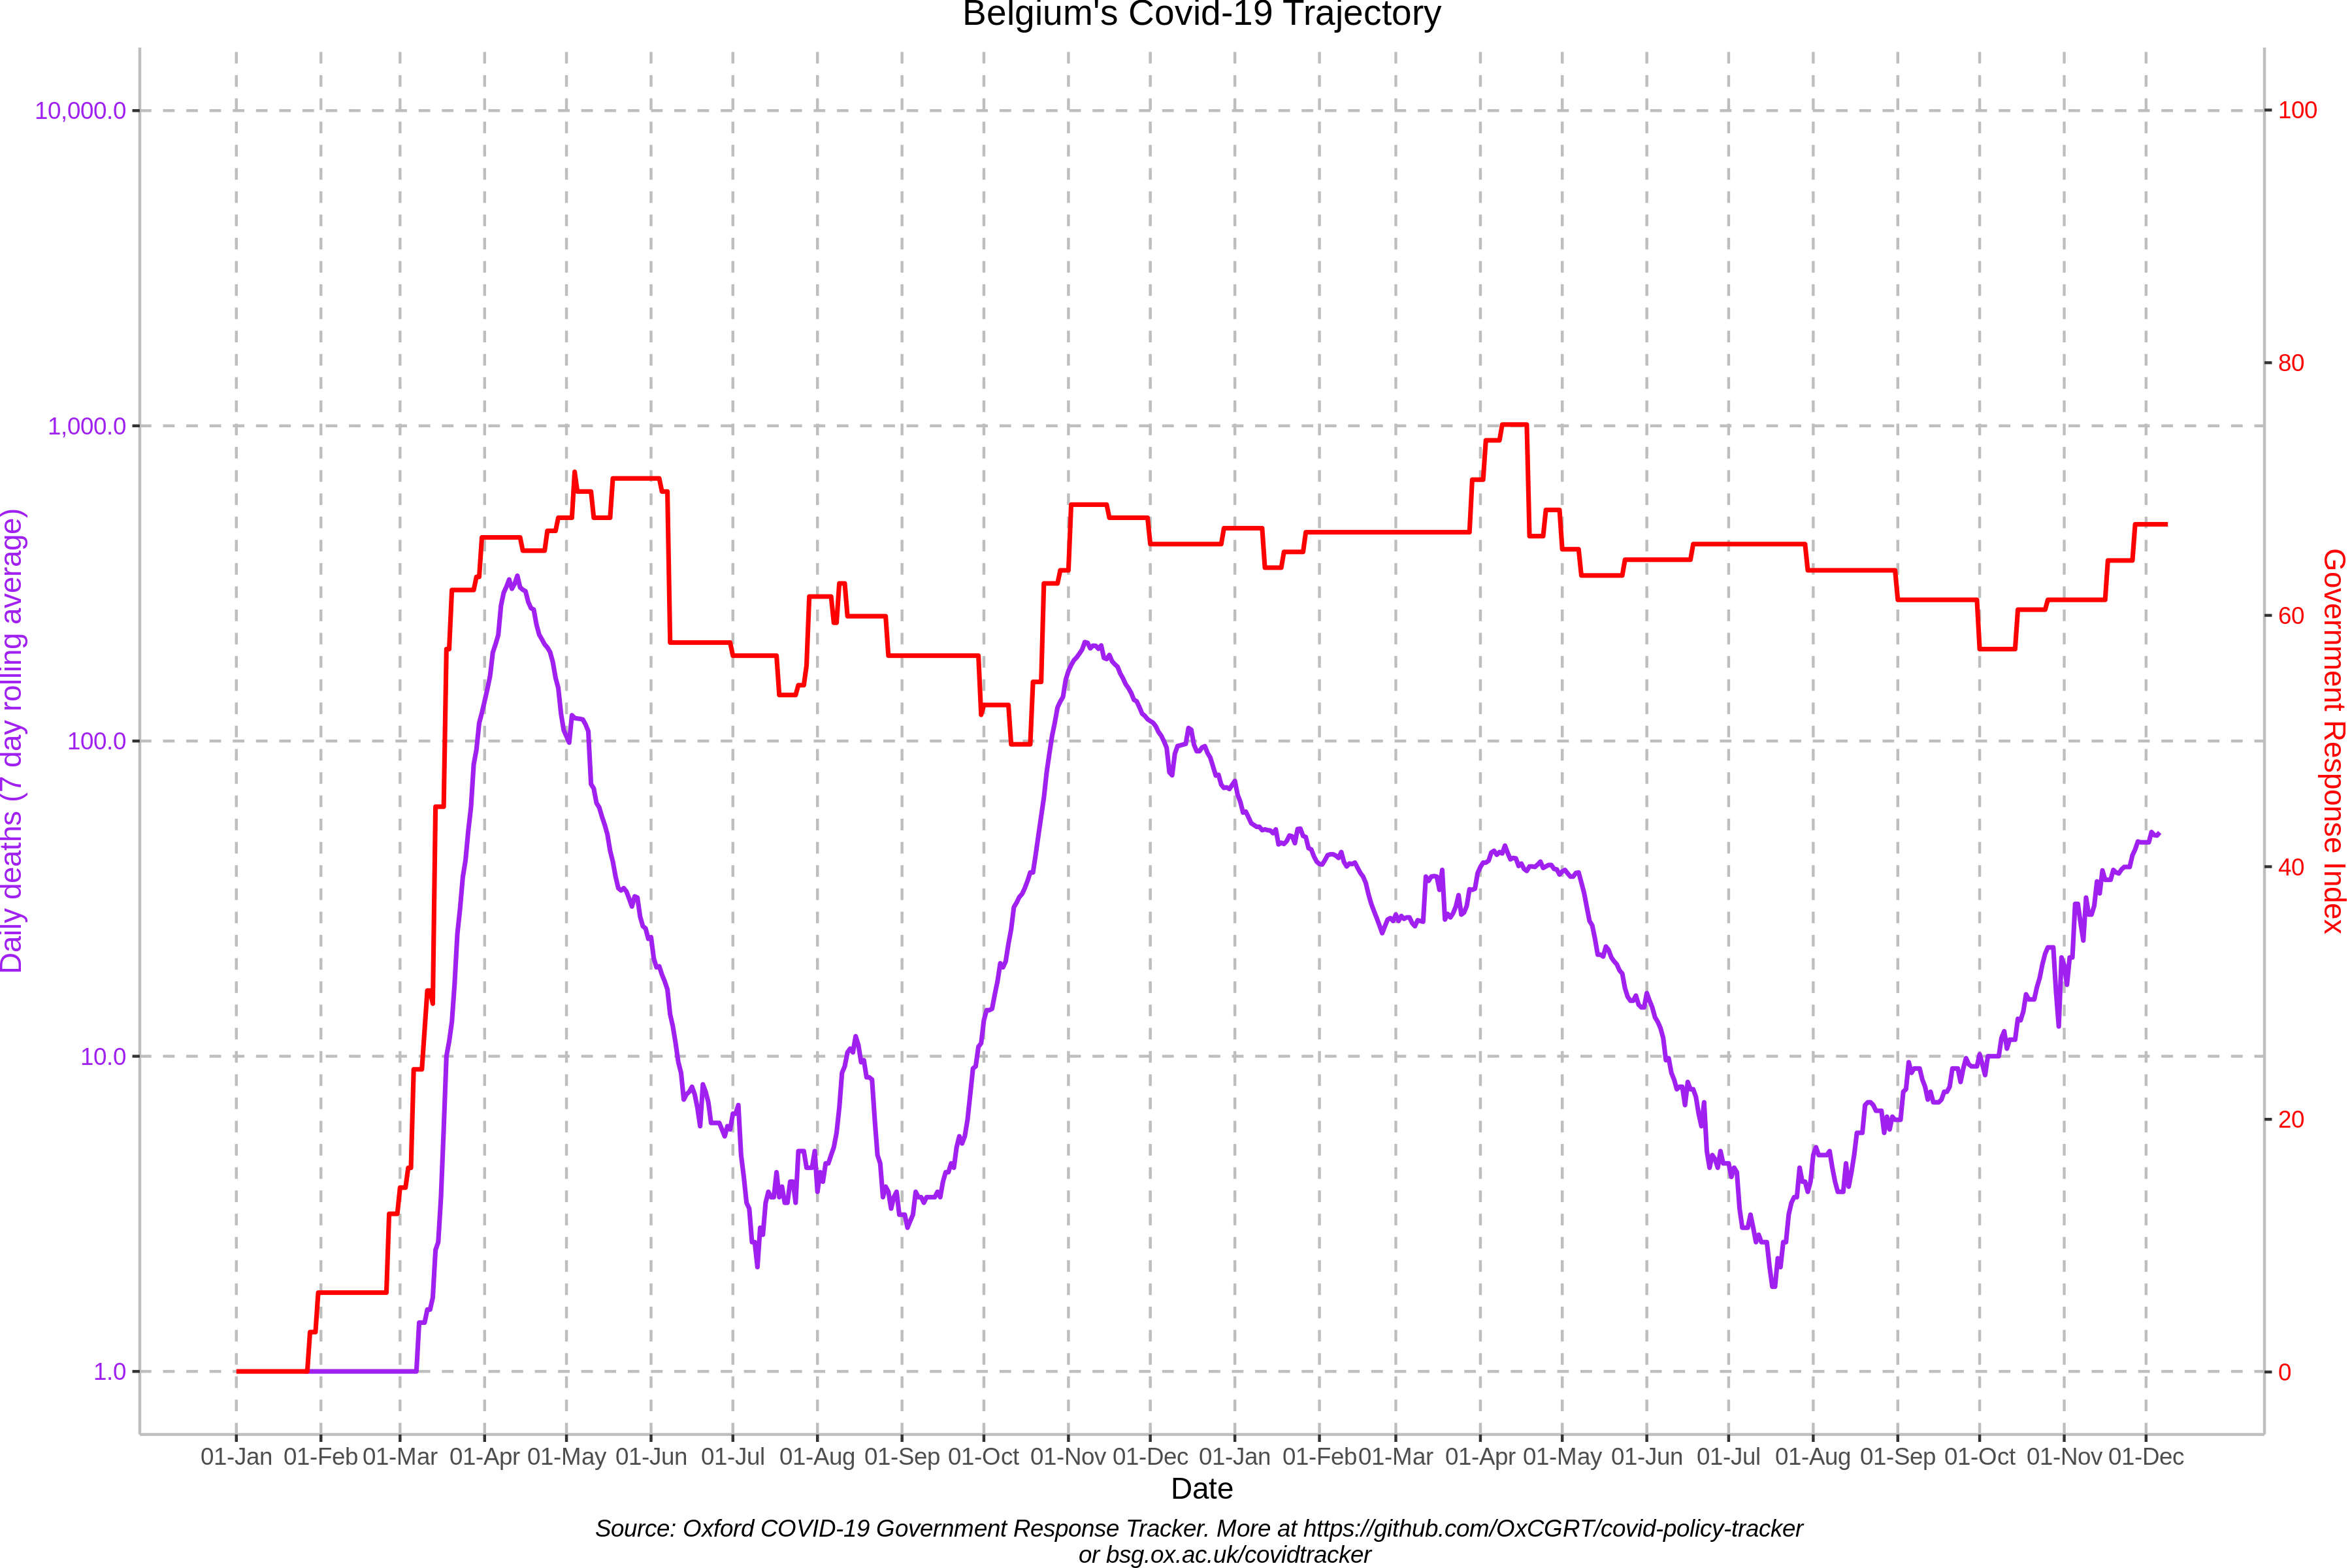 Belgium's Covid-19 Trajectory
10,000.0
1,000.0
100.0
10.0
1.0
Daily deaths (7 day rolling average)
100
80
60
40
20
0
Government Response Index
01-Jan 01-Feb 01-Mar 01-Apr 01-May 01-Jun 01-Jul 01-Aug 01-Sep 01-Oct 01-Nov 01-Dec 01-Jan 01-Feb 01-Mar 01-Apr 01-May 01-Jun 01-Jul 01-Aug 01-Sep 01-Oct 01-Nov 01-Dec
Date
Source: Oxford COVID-19 Government Response Tracker. More at https://github.com/OxCGRT/covid-policy-tracker
or bsg.ox.ac.uk/covidtracker